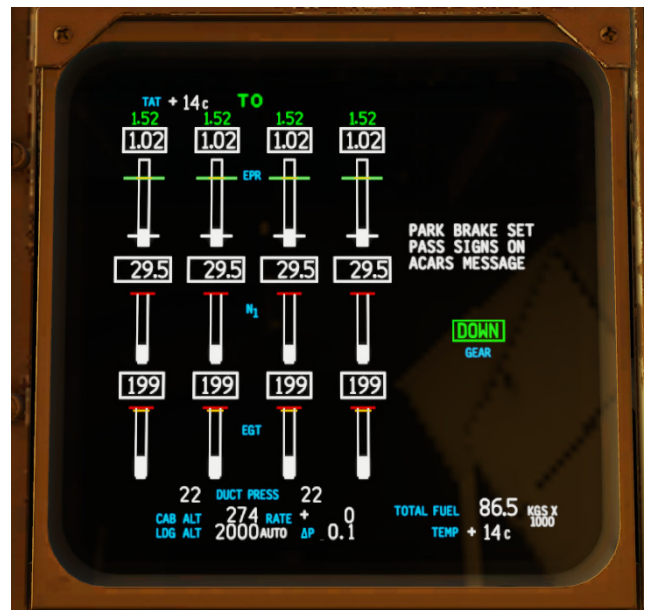 TAT + 14c TO
1.52 1.52 1.52 1.52
1.02 1.02 1.02 1.02
EPR
PARK BRAKE SET
PASS SIGNS ON
ACARS MESSAGE
29.5 29.5 29.5 29.5
N1
DOWN
GEAR
199 199 199 199
EGT
22 DUCT PRESS 22
CAB ALT 274 RATE + 0
LDG ALT 2000 AUTO ΔP 0.1
TOTAL FUEL 86.5 KGS X 1000
TEMP + 14c